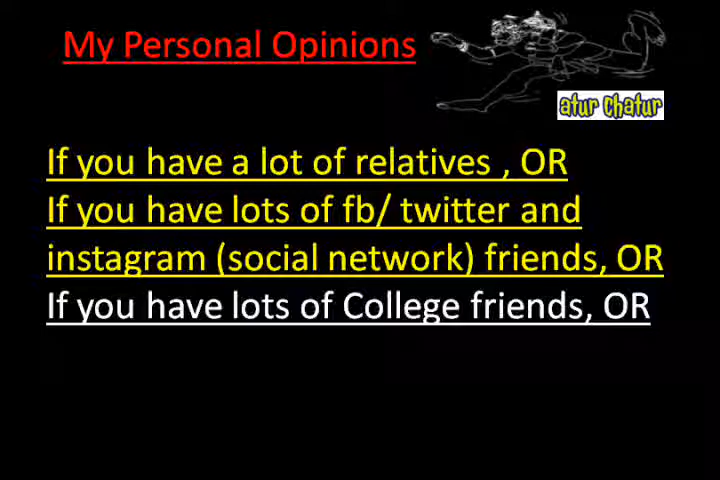 My Personal Opinions
atur chatur
If you have a lot of relatives , OR
If you have lots of fb/ twitter and
instagram (social network) friends, OR
If you have lots of College friends, OR